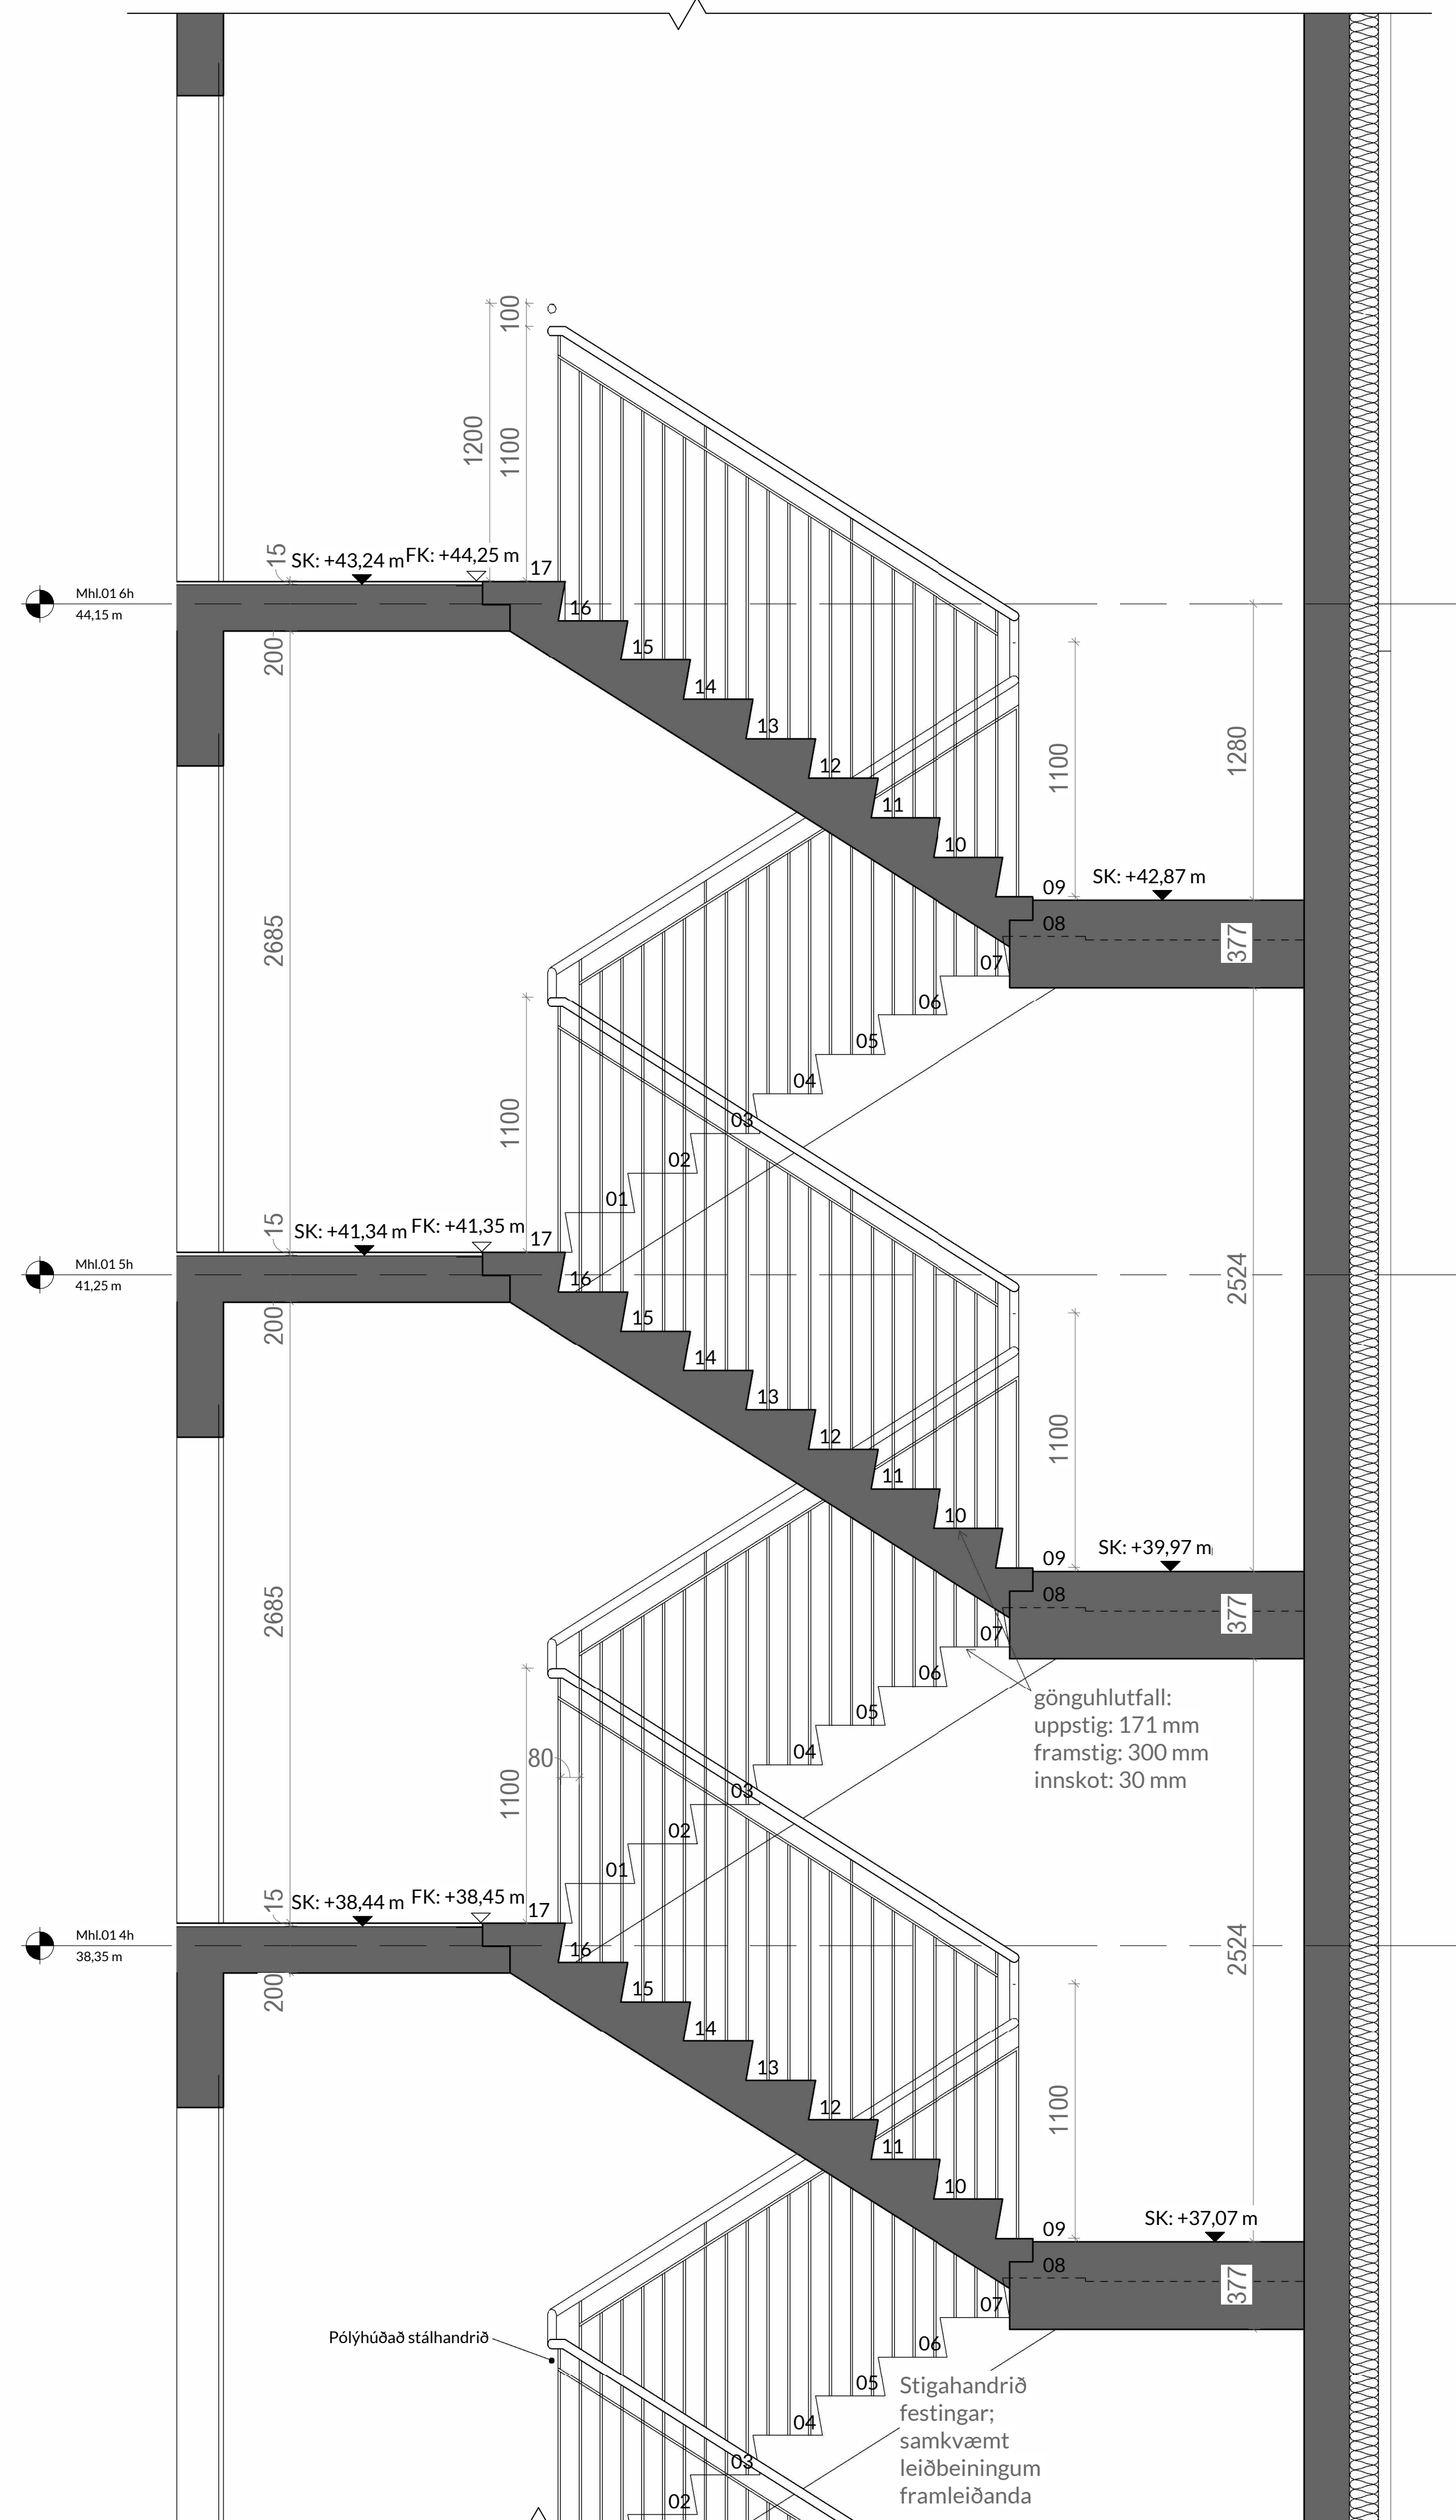 100
1200
1100
15
SK: +43,24 m
FK: +44,25 m
17
Mhl.01 6h
44,15 m
16
200
15
14
13
12
11
10
1100
1280
09
SK: +42,87 m
08
377
07
06
05
04
03
02
01
2685
1100
15
SK: +41,34 m
FK: +41,35 m
17
Mhl.01 5h
41,25 m
16
200
15
14
13
12
11
10
1100
2524
09
SK: +39,97 m
08
377
07
06
05
04
03
02
01
gönguhlutfall:
uppstig: 171 mm
framstig: 300 mm
innskot: 30 mm
2685
80
1100
15
SK: +38,44 m
FK: +38,45 m
17
Mhl.01 4h
38,35 m
16
200
15
14
13
12
11
10
1100
2524
09
SK: +37,07 m
08
377
07
06
05
04
03
02
Pólýhúðað stálhandrið
Stigahandrið
festingar;
samkvæmt
leiðbeiningum
framleiðanda